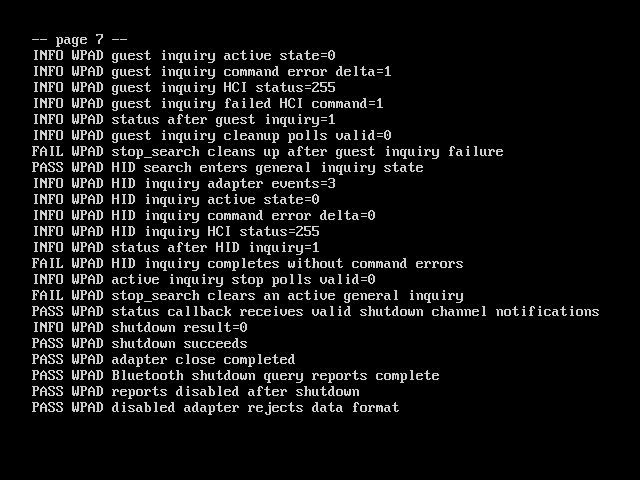 -- page 7 --
INFO WPAD guest inquiry active state=0
INFO WPAD guest inquiry command error delta=1
INFO WPAD guest inquiry HCI status=255
INFO WPAD guest inquiry failed HCI command=1
INFO WPAD status after guest inquiry=1
INFO WPAD guest inquiry cleanup polls valid=0
FAIL WPAD stop_search cleans up after guest inquiry failure
PASS WPAD HID search enters general inquiry state
INFO WPAD HID inquiry adapter events=3
INFO WPAD HID inquiry active state=0
INFO WPAD HID inquiry command error delta=0
INFO WPAD HID inquiry HCI status=255
INFO WPAD status after HID inquiry=1
FAIL WPAD HID inquiry completes without command errors
INFO WPAD active inquiry stop polls valid=0
FAIL WPAD stop_search clears an active general inquiry
PASS WPAD status callback receives valid shutdown channel notifications
INFO WPAD shutdown result=0
PASS WPAD shutdown succeeds
PASS WPAD adapter close completed
PASS WPAD Bluetooth shutdown query reports complete
PASS WPAD reports disabled after shutdown
PASS WPAD disabled adapter rejects data format